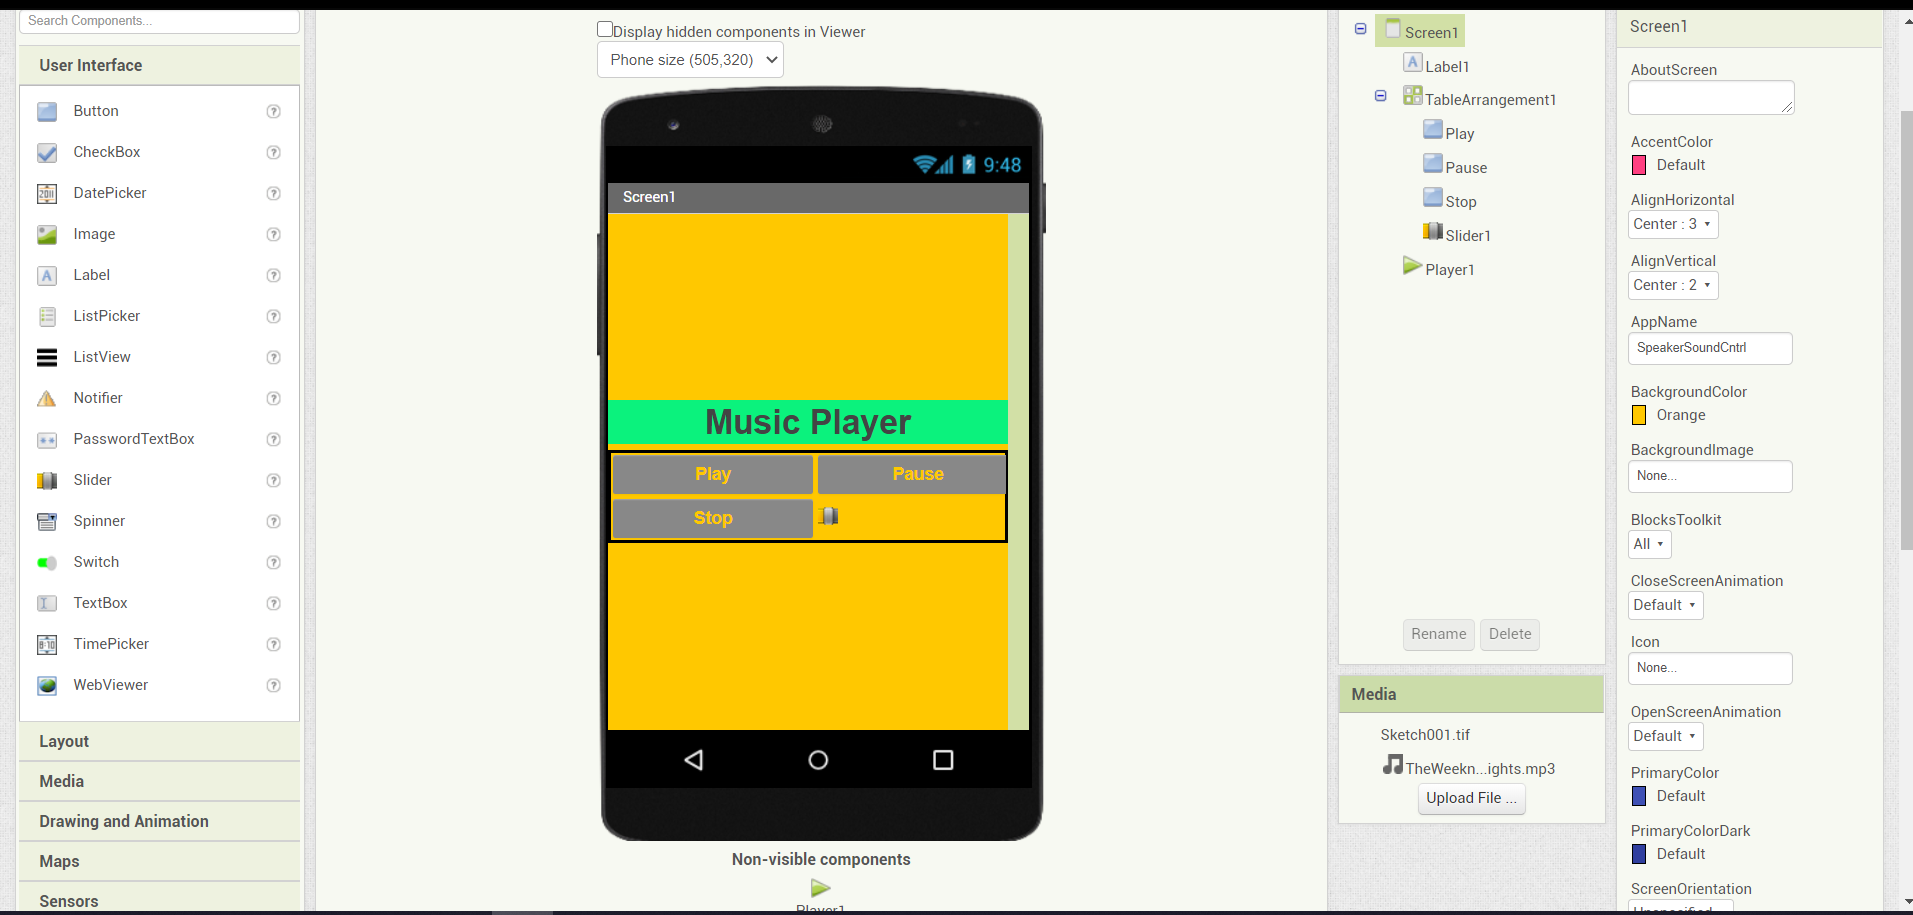 Search Components...
User Interface
Button
CheckBox
DatePicker
Image
Label
ListPicker
ListView
Notifier
PasswordTextBox
Slider
Spinner
Switch
TextBox
TimePicker
WebViewer
Layout
Media
Drawing and Animation
Maps
Sensors
Display hidden components in Viewer
Phone size (505,320)
9:48
Screen1
Music Player
Play Pause
Stop
Non-visible components
Player1
Screen1
Label1
TableArrangement1
Play
Pause
Stop
Slider1
Player1
Rename Delete
Media
Sketch001.tif
TheWeekn...ights.mp3
Upload File ...
Screen1
AboutScreen
AccentColor
Default
AlignHorizontal
Center : 3
AlignVertical
Center : 2
AppName
SpeakerSoundCntrl
BackgroundColor
Orange
BackgroundImage
None...
BlocksToolkit
All
CloseScreenAnimation
Default
Icon
None...
OpenScreenAnimation
Default
PrimaryColor
Default
PrimaryColorDark
Default
ScreenOrientation
Unspecified